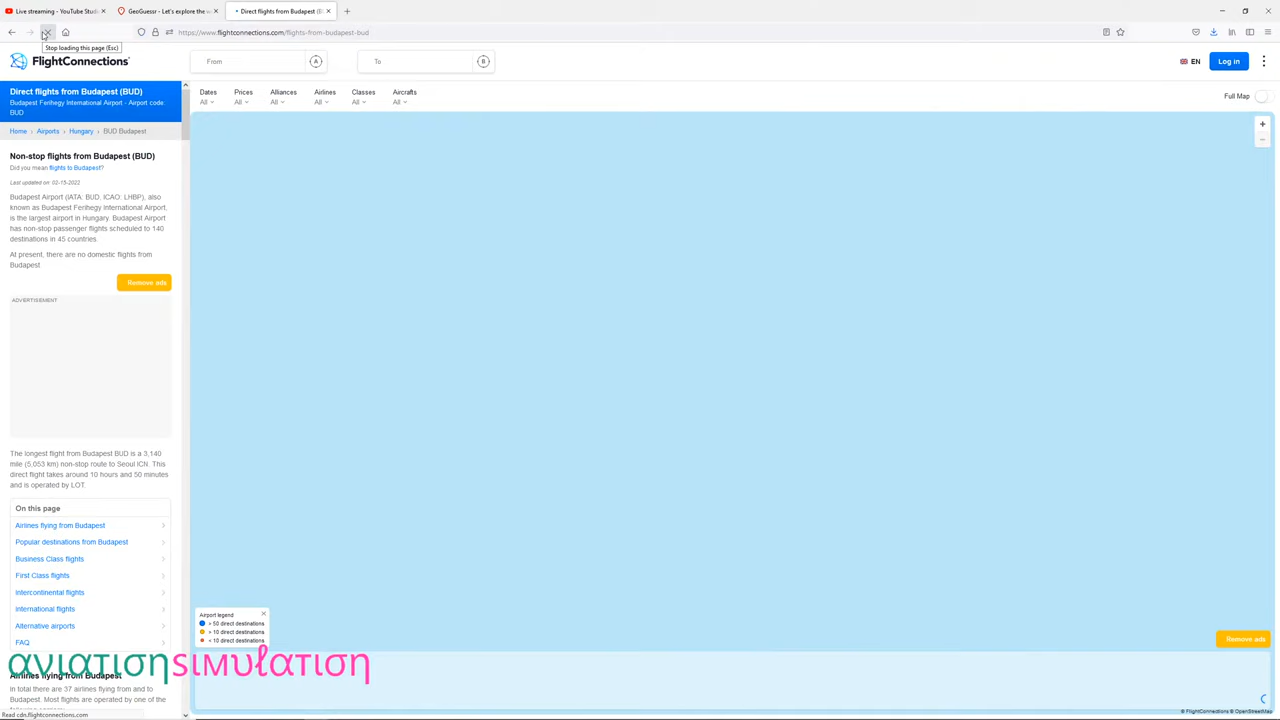 Live streaming - YouTube Studi
GeoGuessr - Let's explore the w
Direct flights from Budapest (B
https://www.flightconnections.com/flights-from-budapest-bud
Stop loading this page (Esc)
FlightConnections
From
A
To
B
EN
Log in
Direct flights from Budapest (BUD)
Budapest Ferihegy International Airport - Airport code:
BUD
Dates
All
Prices
All
Alliances
All
Airlines
All
Classes
All
Aircrafts
All
Full Map
Home › Airports › Hungary › BUD Budapest
Non-stop flights from Budapest (BUD)
Did you mean flights to Budapest?
Last updated on: 02-15-2022
Budapest Airport (IATA: BUD, ICAO: LHBP), also
known as Budapest Ferihegy International Airport,
is the largest airport in Hungary. Budapest Airport
has non-stop passenger flights scheduled to 140
destinations in 45 countries.
At present, there are no domestic flights from
Budapest
Remove ads
ADVERTISEMENT
The longest flight from Budapest BUD is a 3,140
mile (5,053 km) non-stop route to Seoul ICN. This
direct flight takes around 10 hours and 50 minutes
and is operated by LOT.
On this page
Airlines flying from Budapest
Popular destinations from Budapest
Business Class flights
First Class flights
Intercontinental flights
International flights
Alternative airports
FAQ
Airlines flying from Budapest
In total there are 37 airlines flying from and to
Budapest. Most flights are operated by one of the
Read cdn.flightconnections.com
Airport legend
> 50 direct destinations
> 10 direct destinations
< 10 direct destinations
Remove ads
ανιατισησιμυλατιση
© FlightConnections © OpenStreetMap